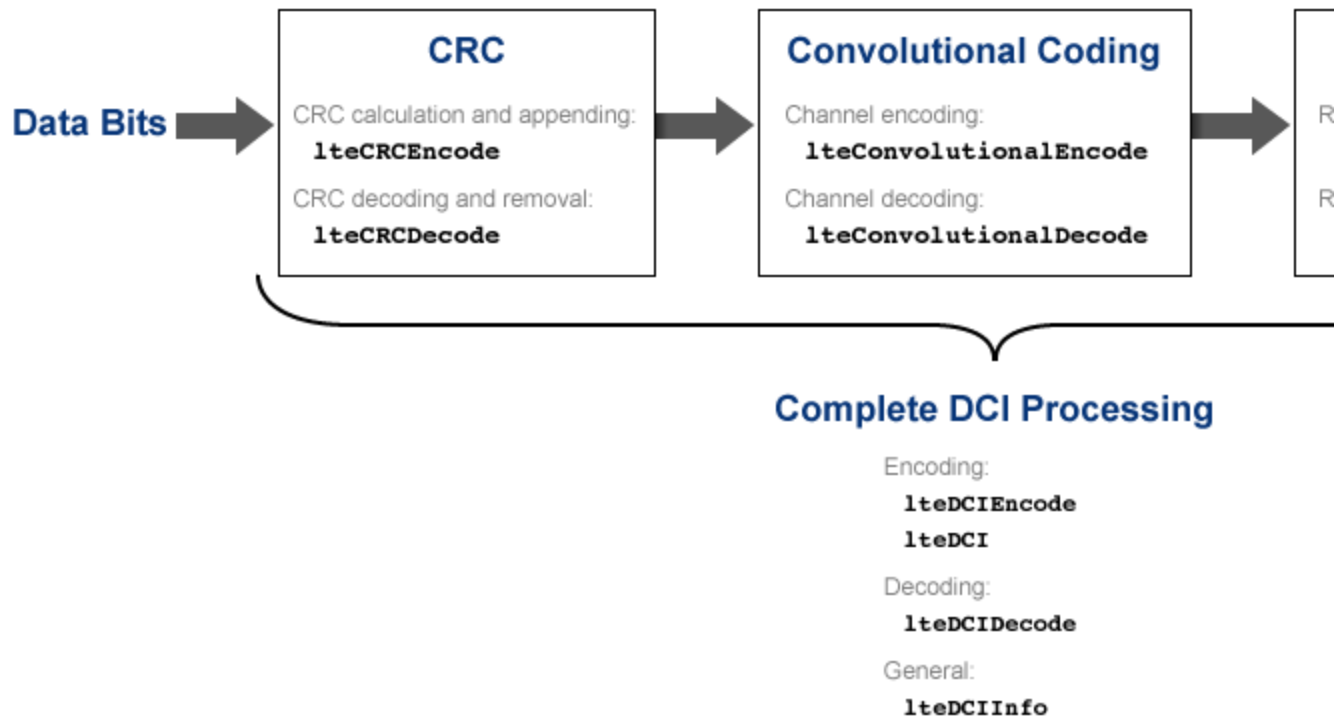 Data Bits
CRC
CRC calculation and appending:
lteCRCEncode
CRC decoding and removal:
lteCRCDecode
Convolutional Coding
Channel encoding:
lteConvolutionalEncode
Channel decoding:
lteConvolutionalDecode
Complete DCI Processing
Encoding:
lteDCIEncode
lteDCI
Decoding:
lteDCIDecode
General:
lteDCIInfo